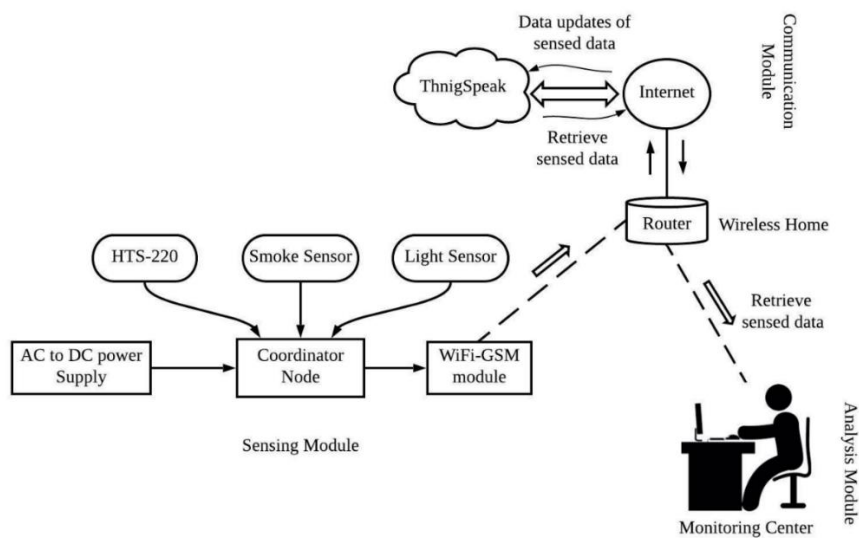 Data updates of
sensed data
ThnigSpeak
Internet
Retrieve
sensed data
Communication
Module
Router
Wireless Home
HTS-220
Smoke Sensor
Light Sensor
Retrieve
sensed data
AC to DC power
Supply
Coordinator
Node
WiFi-GSM
module
Sensing Module
Analysis Module
Monitoring Center